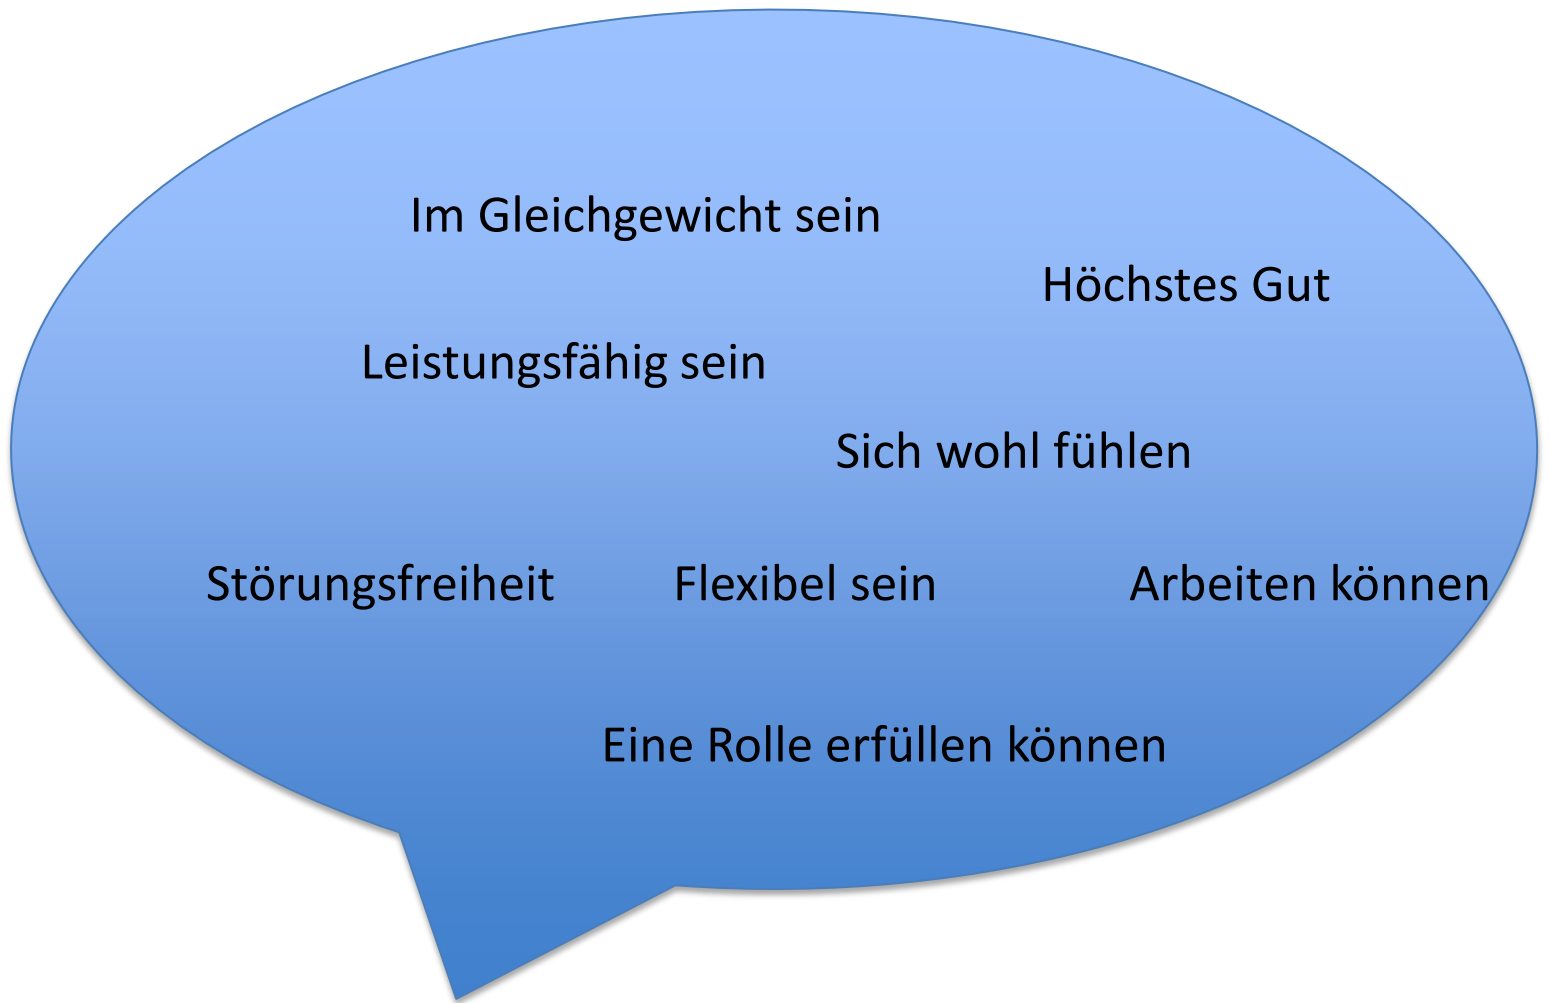 Im Gleichgewicht sein
Höchstes Gut
Leistungsfähig sein
Sich wohl fühlen
Störungsfreiheit
Flexibel sein
Arbeiten können
Eine Rolle erfüllen können